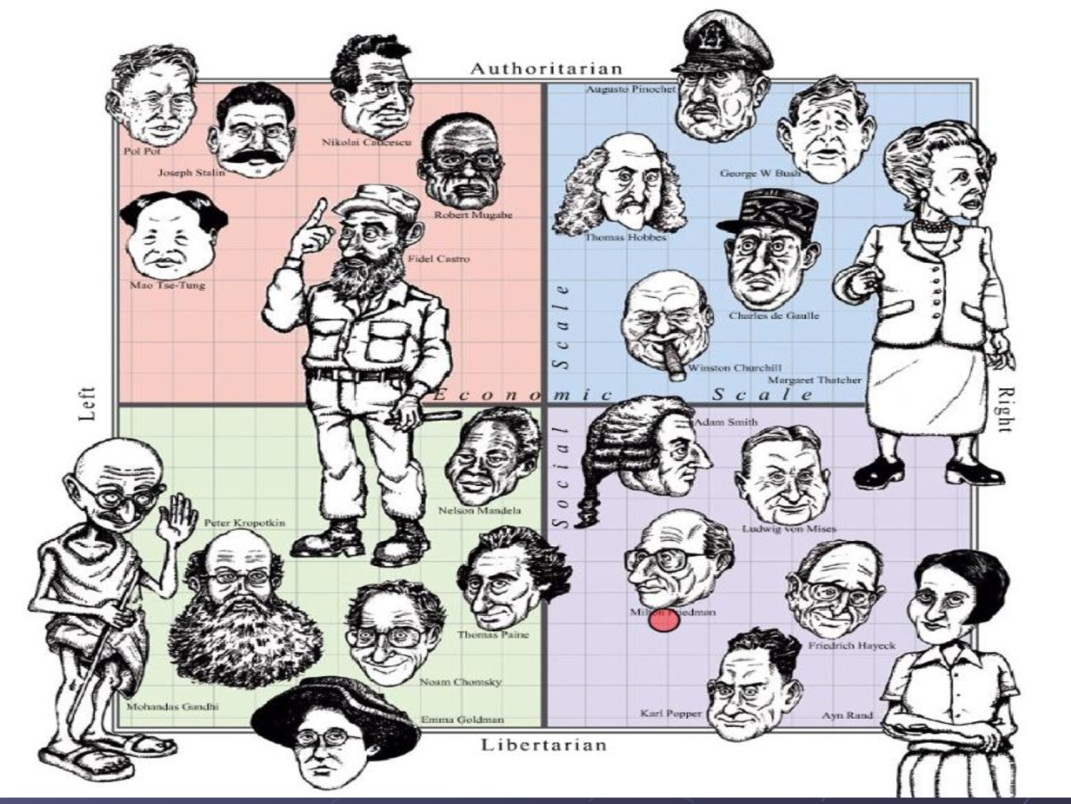 Authoritarian
Augusto Pinochet
Pol Pot
Nikolai Caucescu
Joseph Stalin
George W Bush
Robert Mugabe
Thomas Hobbes
Fidel Castro
Mao Tse-Tung
Charles de Gaulle
Winston Churchill
Margaret Thatcher
Left
Economic Scale
Right
Social Scale
Adam Smith
Nelson Mandela
Peter Kropotkin
Ludwig von Mises
Milton Friedman
Thomas Paine
Friedrich Hayeck
Noam Chomsky
Mohandas Gandhi
Emma Goldman
Karl Popper
Ayn Rand
Libertarian